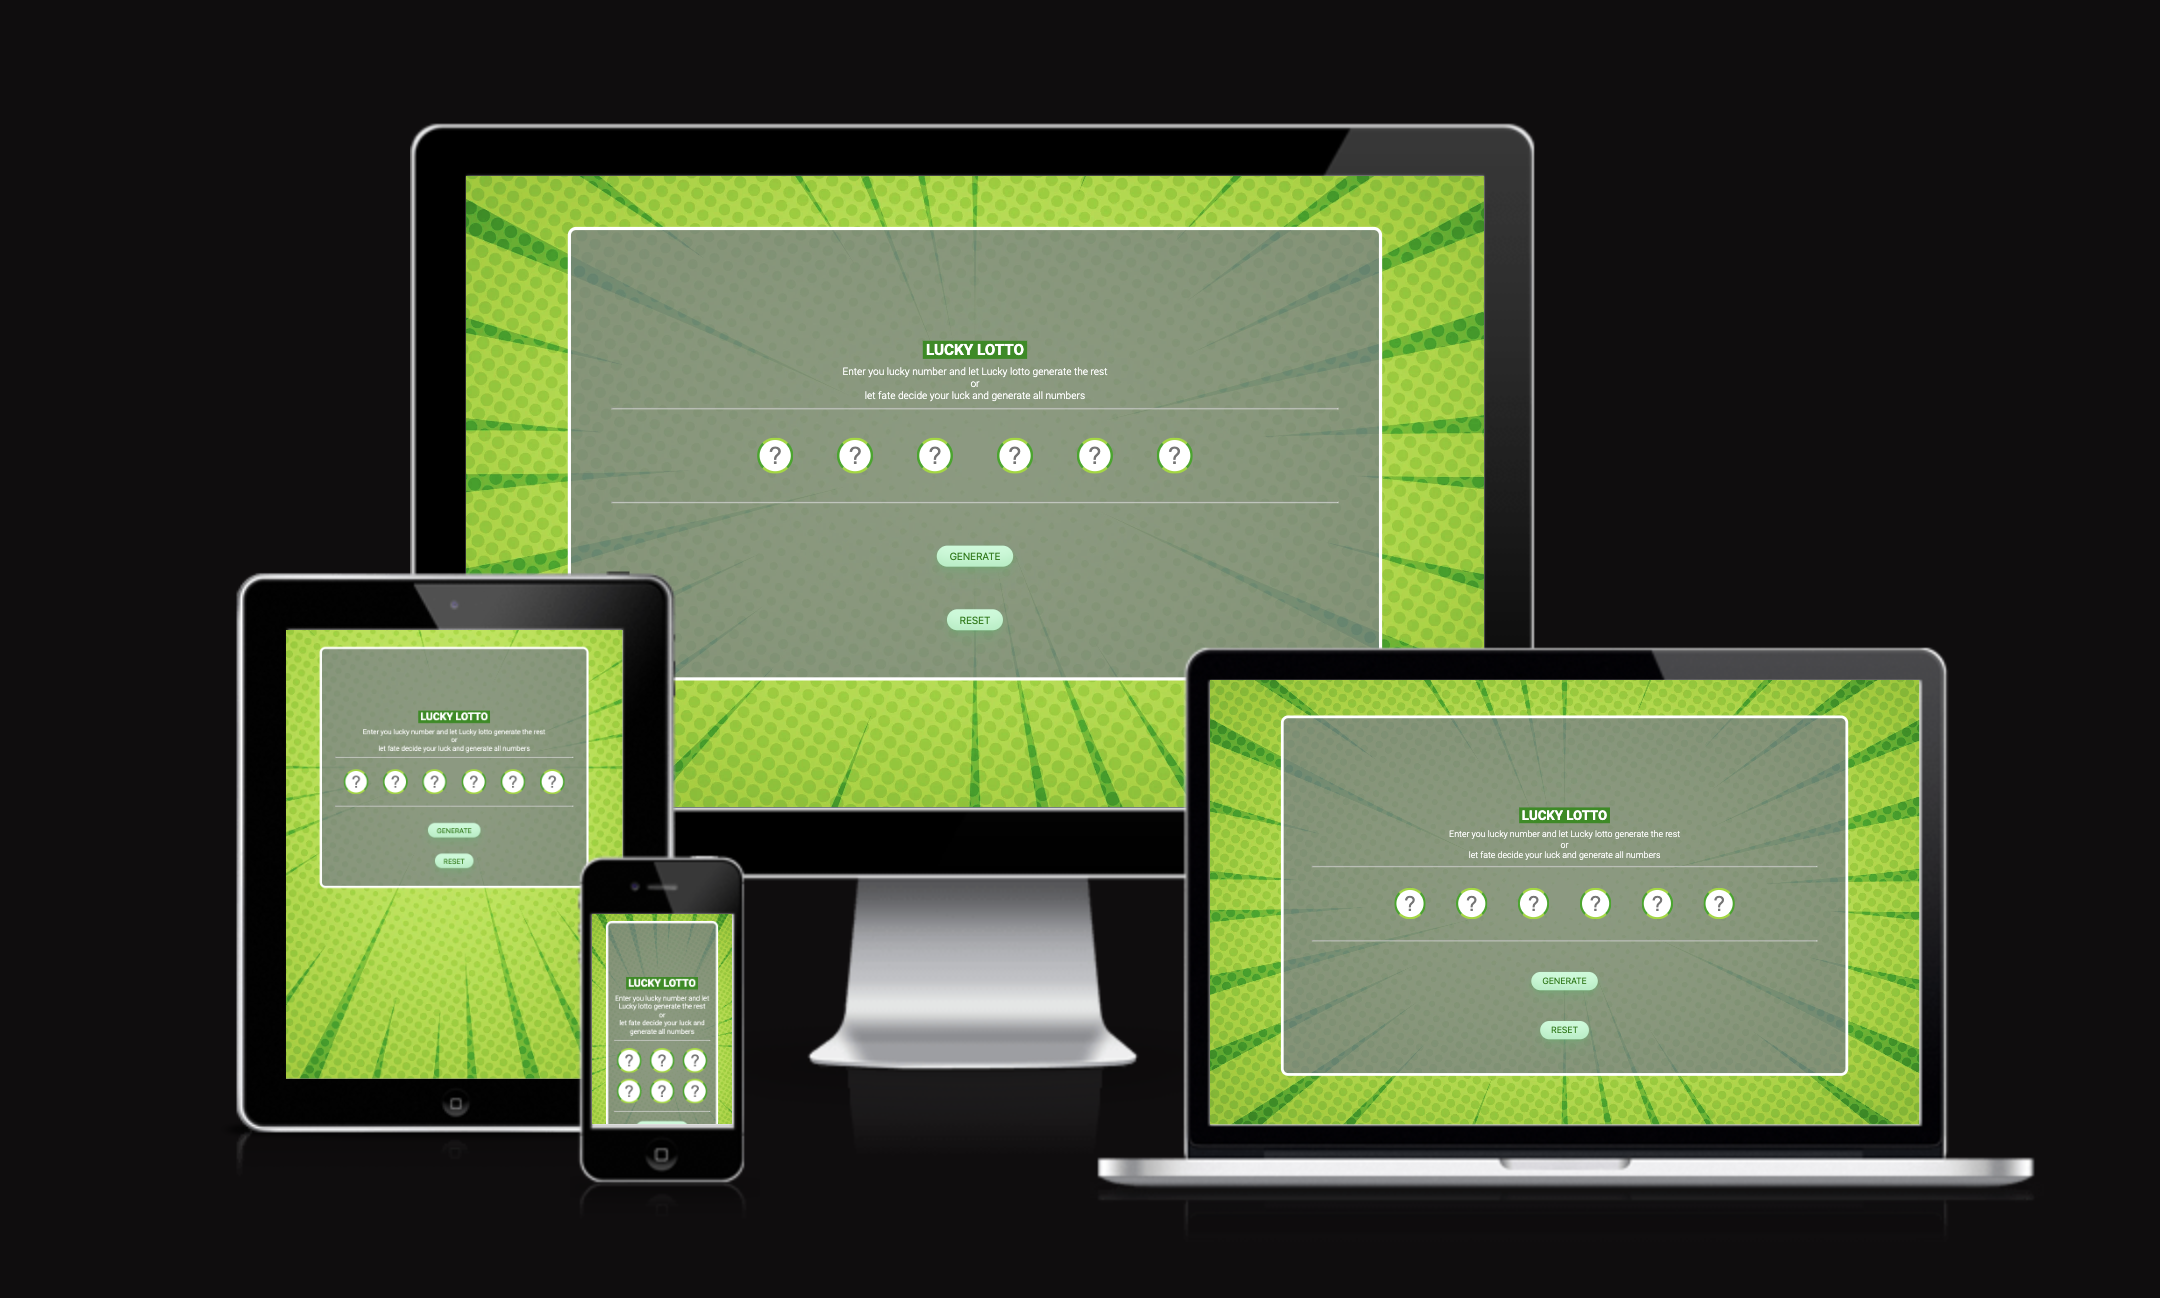 LUCKY LOTTO
Enter you lucky number and let Lucky lotto generate the rest
or
let fate decide your luck and generate all numbers
? ? ? ? ? ?
GENERATE
RESET
LUCKY LOTTO
Enter you lucky number and let Lucky lotto generate the rest
or
let fate decide your luck and generate all numbers
? ? ? ? ? ?
GENERATE
RESET
LUCKY LOTTO
Enter you lucky number and let
Lucky lotto generate the rest
or
let fate decide your luck and
generate all numbers
? ? ?
? ? ?
LUCKY LOTTO
Enter you lucky number and let Lucky lotto generate the rest
or
let fate decide your luck and generate all numbers
? ? ? ? ? ?
GENERATE
RESET